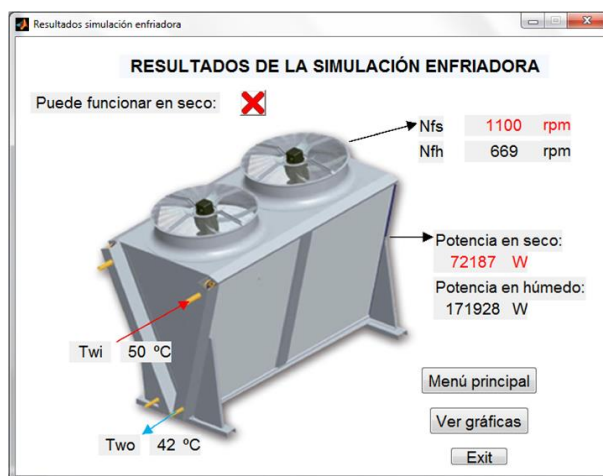 Resultados simulación enfriadora
RESULTADOS DE LA SIMULACIÓN ENFRIADORA
Puede funcionar en seco:
Nfs 1100 rpm
Nfh 669 rpm
Potencia en seco:
72187 W
Potencia en húmedo:
171928 W
Twi 50 ºC
Menú principal
Ver gráficas
Two 42 ºC
Exit